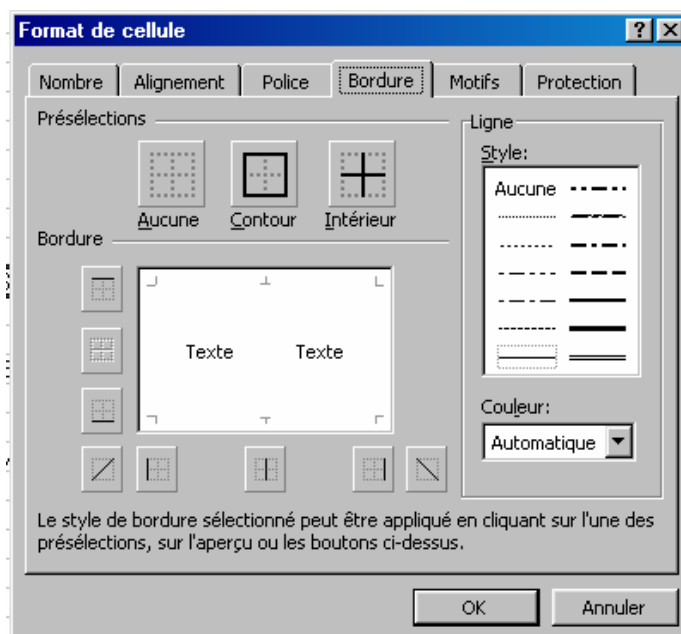 Format de cellule
Nombre Alignement Police Bordure Motifs Protection
Présélections
Aucune Contour Intérieur
Bordure
Texte Texte
Ligne
Style:
Aucune
Couleur:
Automatique
Le style de bordure sélectionné peut être appliqué en cliquant sur l'une des
présélections, sur l'aperçu ou les boutons ci-dessus.
OK Annuler